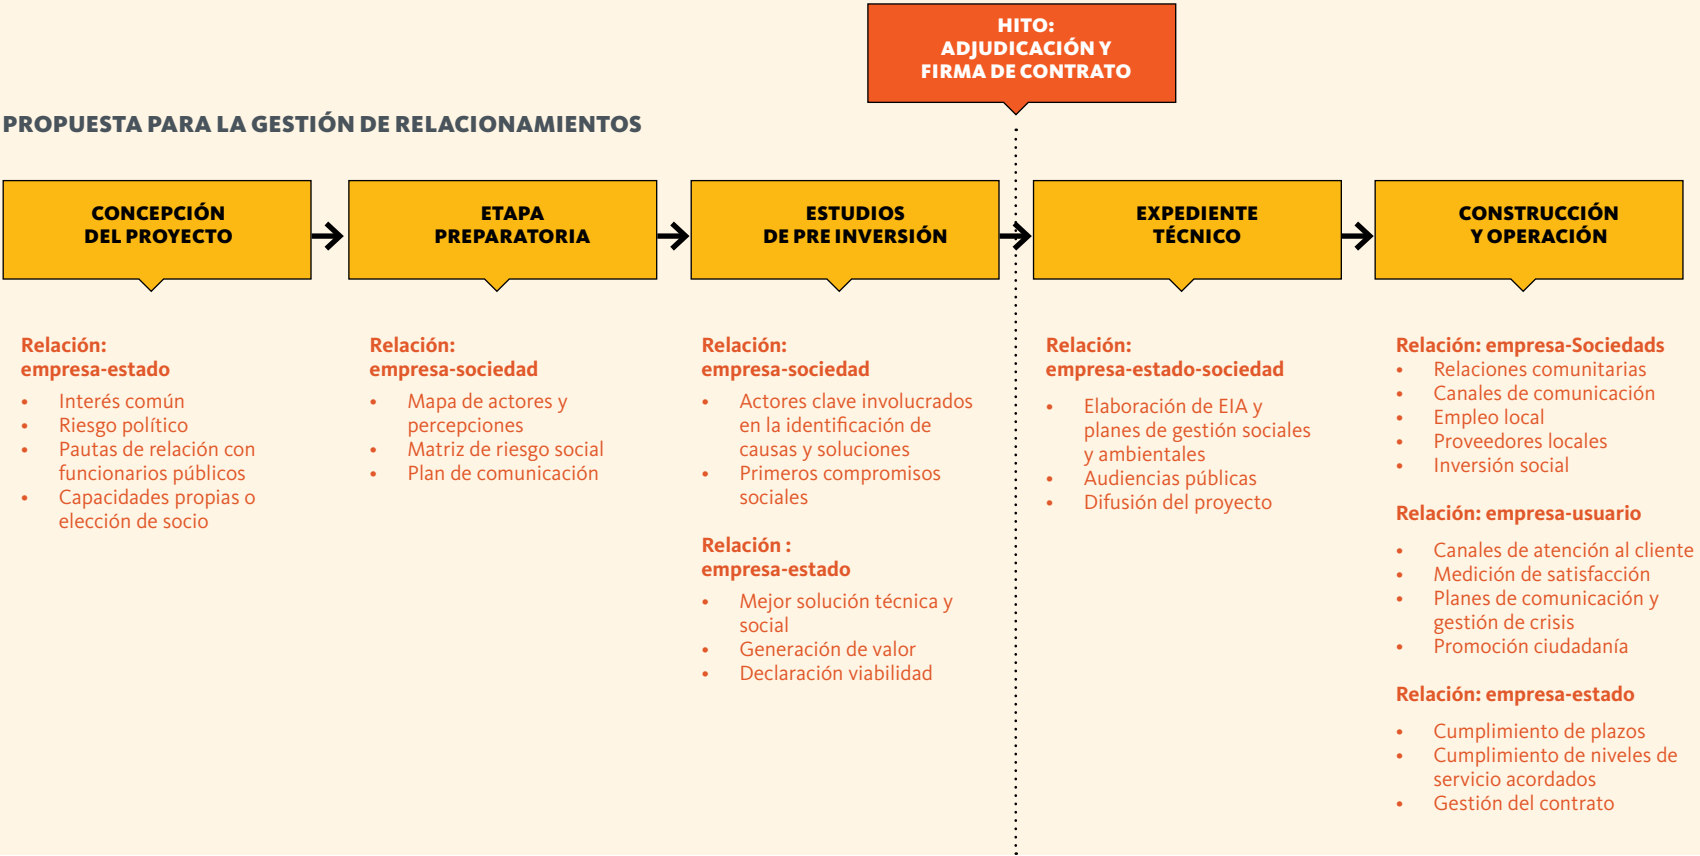 HITO:
ADJUDICACIÓN Y
FIRMA DE CONTRATO
PROPUESTA PARA LA GESTIÓN DE RELACIONAMIENTOS
CONCEPCIÓN
DEL PROYECTO
ETAPA
PREPARATORIA
ESTUDIOS
DE PRE INVERSIÓN
EXPEDIENTE
TÉCNICO
CONSTRUCCIÓN
Y OPERACIÓN
Relación:
empresa-estado
• Interés común
• Riesgo político
• Pautas de relación con
funcionarios públicos
• Capacidades propias o
elección de socio
Relación:
empresa-sociedad
• Mapa de actores y
percepciones
• Matriz de riesgo social
• Plan de comunicación
Relación:
empresa-sociedad
• Actores clave involucrados
en la identificación de
causas y soluciones
• Primeros compromisos
sociales
Relación :
empresa-estado
• Mejor solución técnica y
social
• Generación de valor
• Declaración viabilidad
Relación:
empresa-estado-sociedad
• Elaboración de EIA y
planes de gestión sociales
y ambientales
• Audiencias públicas
• Difusión del proyecto
Relación: empresa-Sociedads
• Relaciones comunitarias
• Canales de comunicación
• Empleo local
• Proveedores locales
• Inversión social
Relación: empresa-usuario
• Canales de atención al cliente
• Medición de satisfacción
• Planes de comunicación y
gestión de crisis
• Promoción ciudadanía
Relación: empresa-estado
• Cumplimiento de plazos
• Cumplimiento de niveles de
servicio acordados
• Gestión del contrato